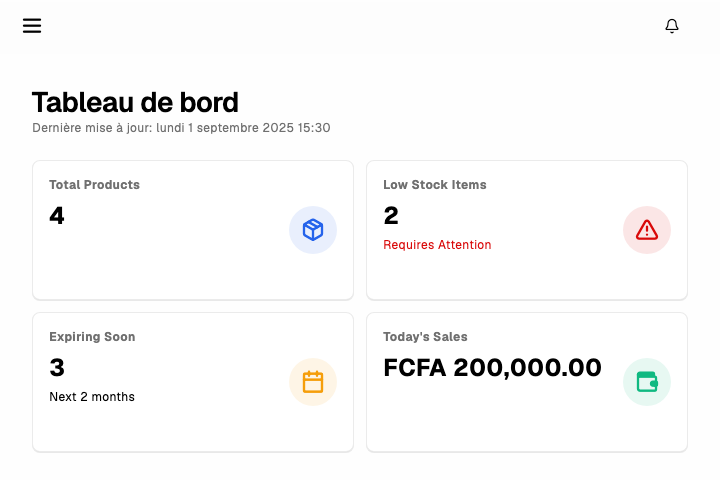 Tableau de bord
Dernière mise à jour: lundi 1 septembre 2025 15:30
Total Products
4
Low Stock Items
2
Requires Attention
Expiring Soon
3
Next 2 months
Today's Sales
FCFA 200,000.00